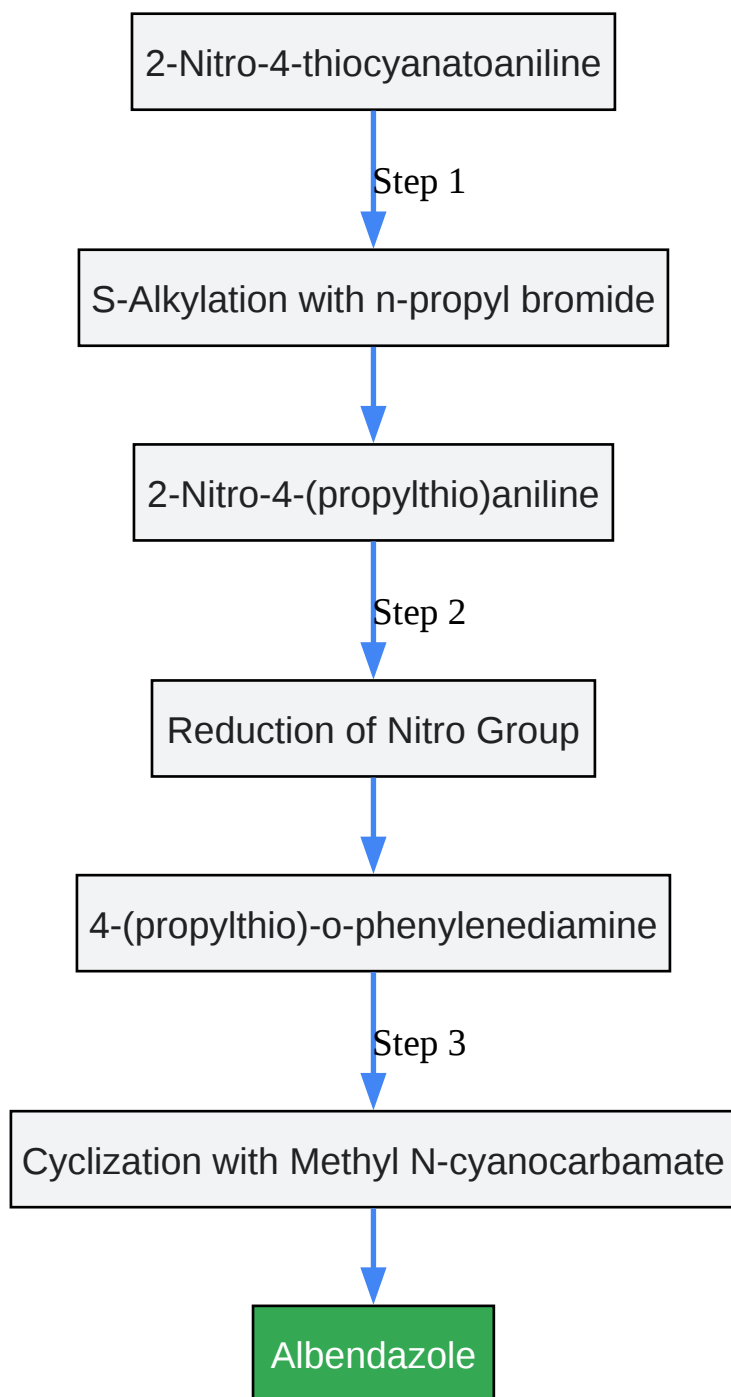 2-Nitro-4-thiocyanatoaniline
Step 1
S-Alkylation with n-propyl bromide
2-Nitro-4-(propylthio)aniline
Step 2
Reduction of Nitro Group
4-(propylthio)-o-phenylenediamine
Step 3
Cyclization with Methyl N-cyanocarbamate
Albendazole